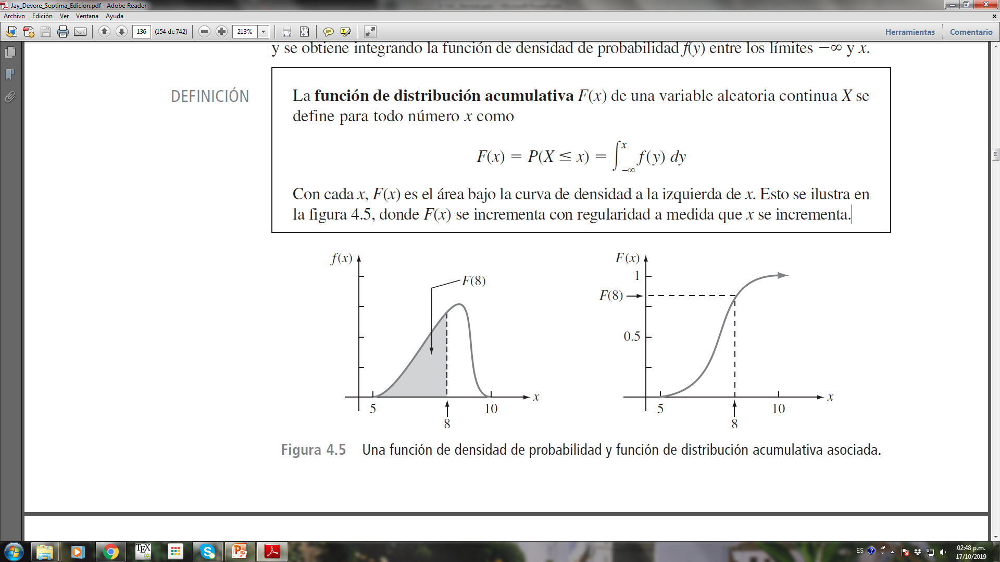 Jay_Devore_Septima_Edicion.pdf - Adobe Reader
Archivo Edición Ver Ventana Ayuda
136 (154 de 742) 213% Herramientas Comentario
y se obtiene integrando la función de densidad de probabilidad f(y) entre los límites −∞ y x.
DEFINICIÓN
La función de distribución acumulativa F(x) de una variable aleatoria continua X se
define para todo número x como
F(x) = P(X ≤ x) = ∫_{−∞}^{x} f(y) dy
Con cada x, F(x) es el área bajo la curva de densidad a la izquierda de x. Esto se ilustra en
la figura 4.5, donde F(x) se incrementa con regularidad a medida que x se incrementa.
f(x)
F(8)
5
8
10
x
F(x)
1
F(8)
0.5
5
8
10
x
Figura 4.5 Una función de densidad de probabilidad y función de distribución acumulativa asociada.
TEX
ES
02:48 p.m.
17/10/2019